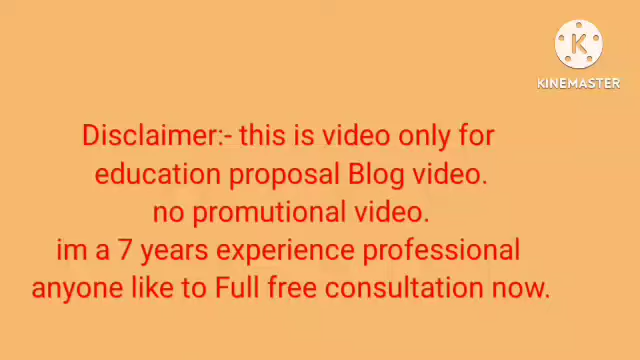 KINEMASTER
Disclaimer:- this is video only for
education proposal Blog video.
no promutional video.
im a 7 years experience professional
anyone like to Full free consultation now.